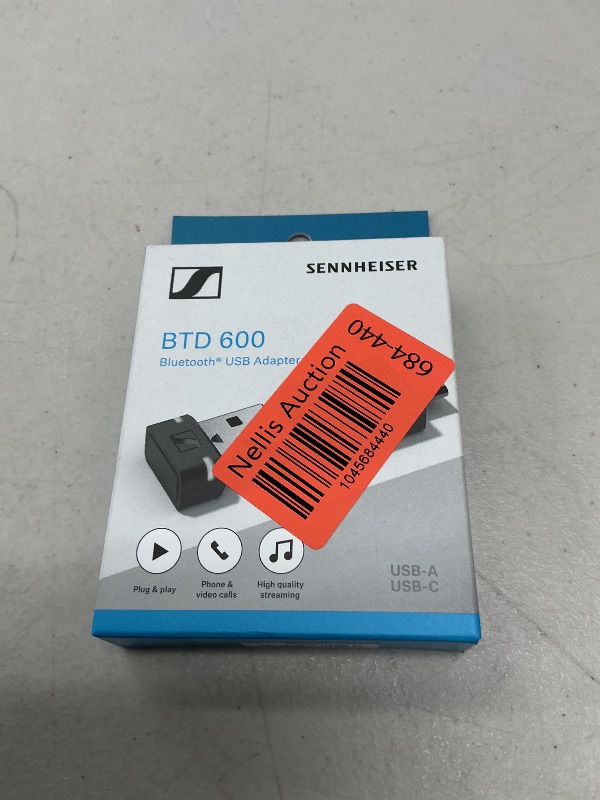 SENNHEISER
BTD 600
Bluetooth® USB Adapter
684-440
Nellis Auction
1045684440
Plug & play
Phone &
video calls
High quality
streaming
USB-A
USB-C